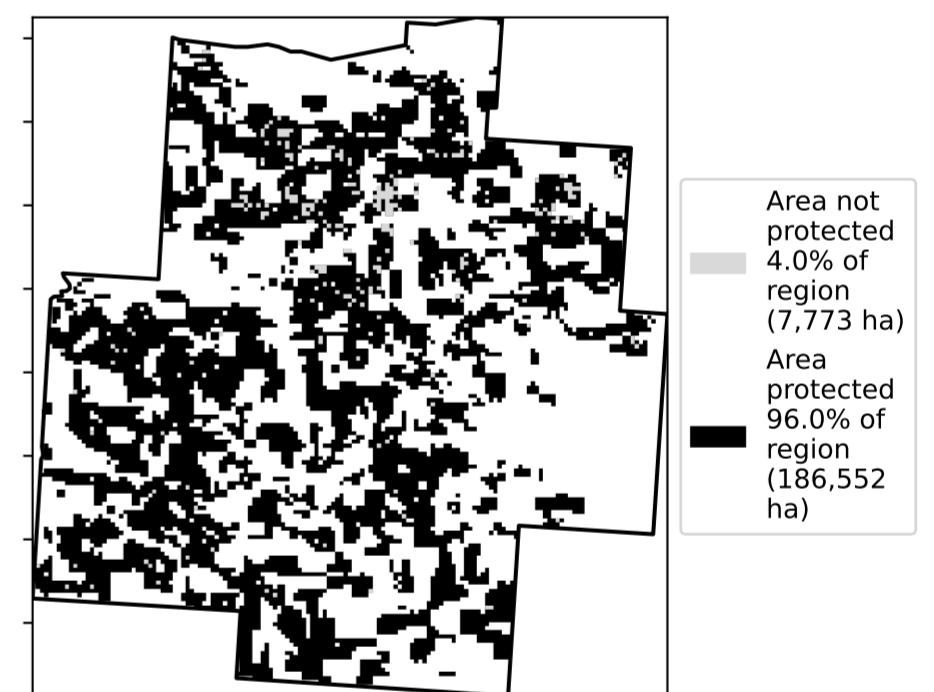 Area not
protected
4.0% of
region
(7,773 ha)
Area
protected
96.0% of
region
(186,552
ha)